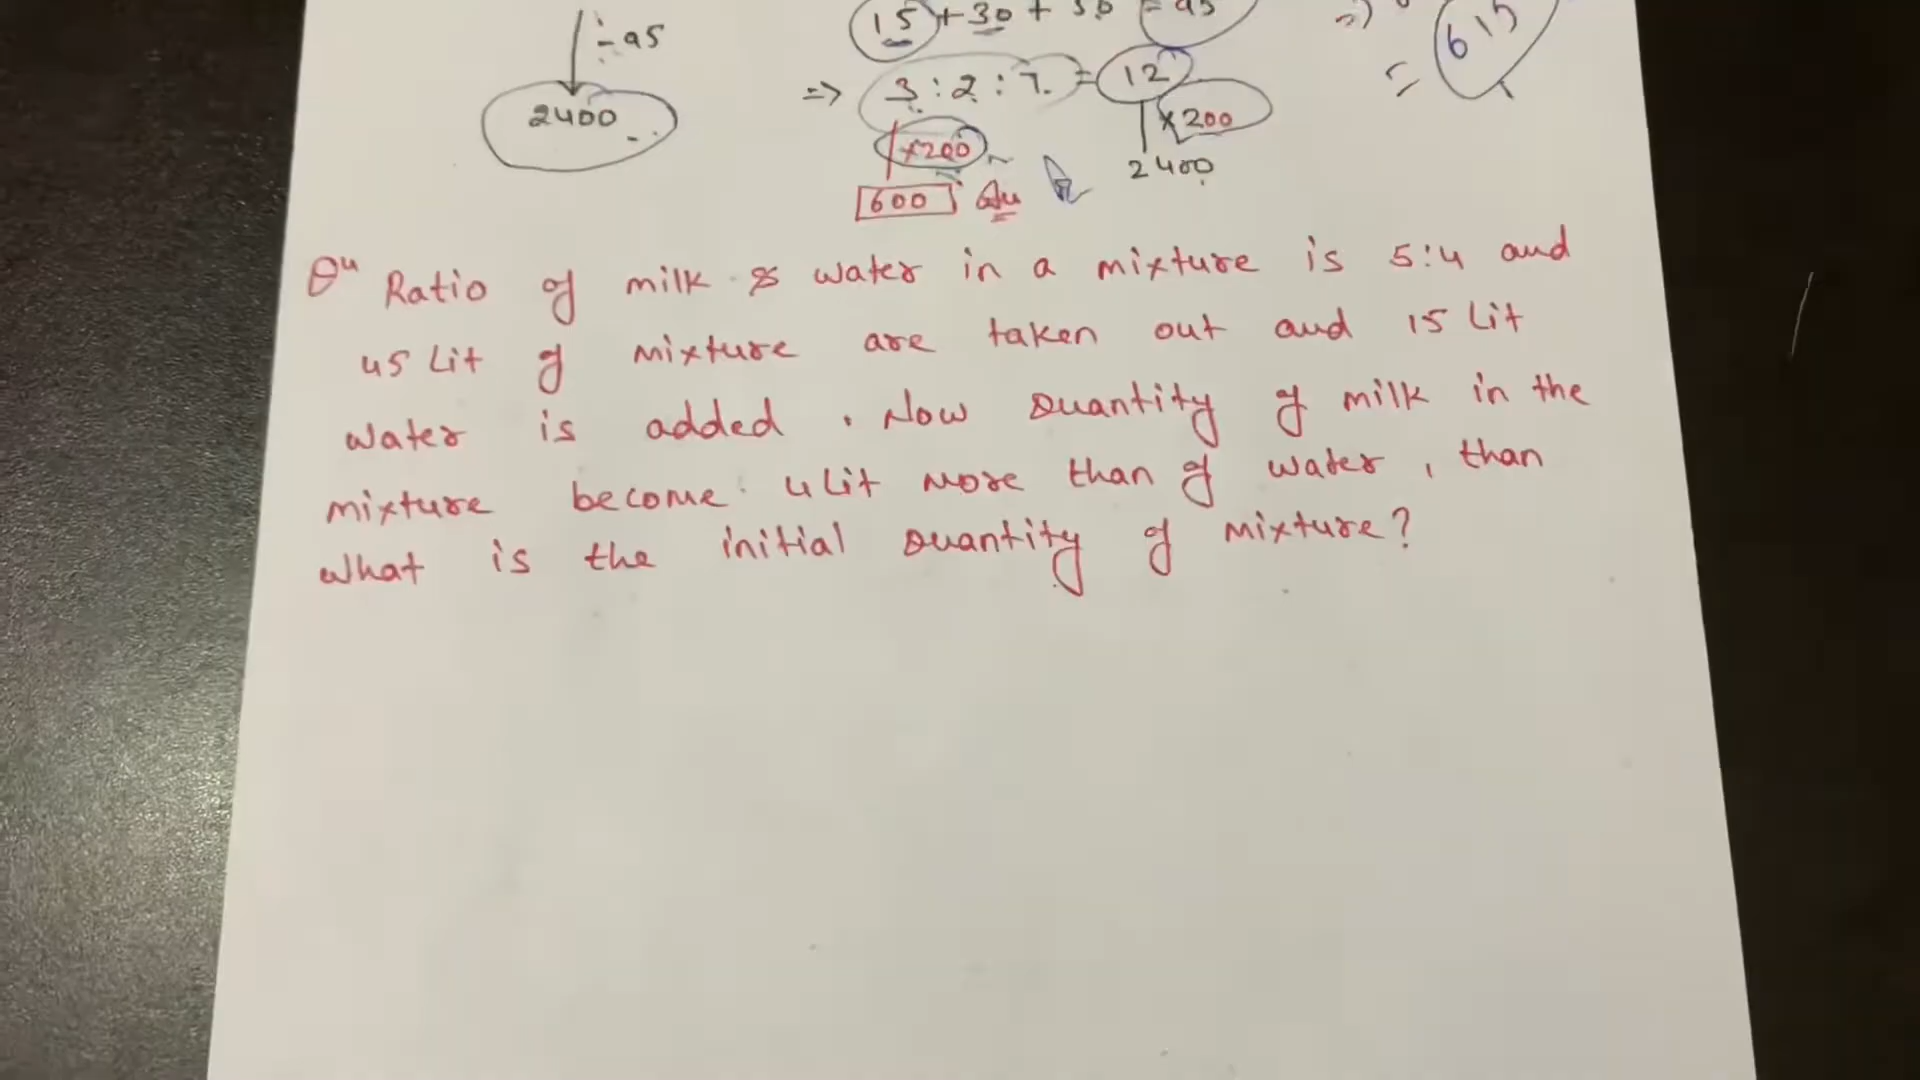 ÷95
2400
15+30+50=95
=> 3:2:7=12
×200
×200
2400
600 Au
= 615
Qu Ratio of milk & water in a mixture is 5:4 and
45 Lit of mixture are taken out and 15 Lit
water is added. Now Quantity of milk in the
mixture become 4 Lit more than of water, than
what is the initial Quantity of mixture?